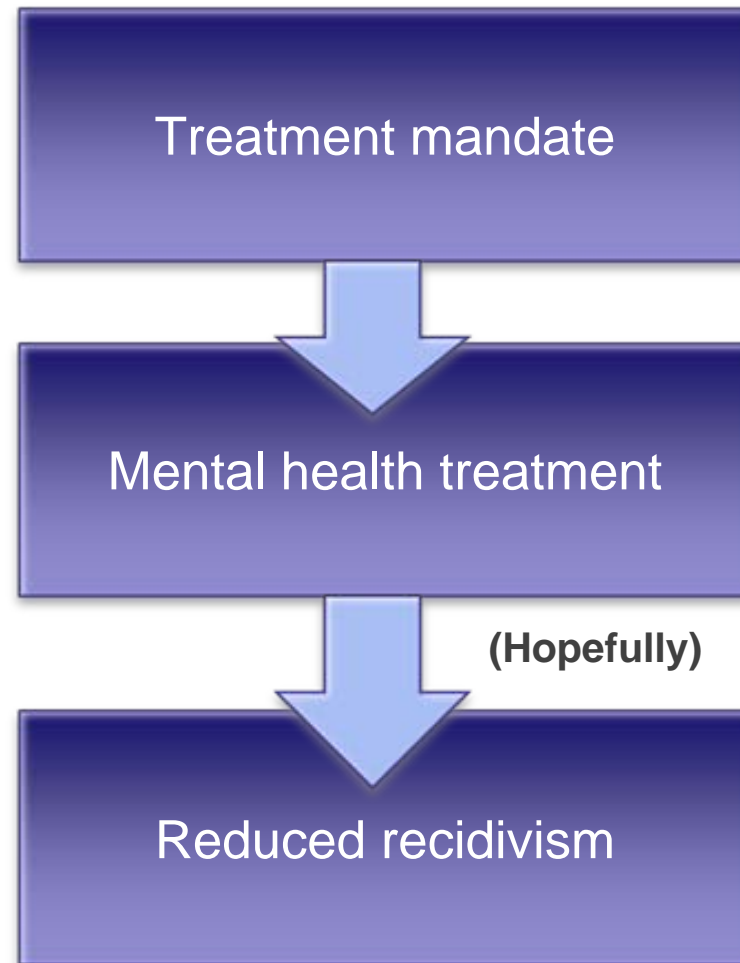 Treatment mandate
Mental health treatment
(Hopefully)
Reduced recidivism